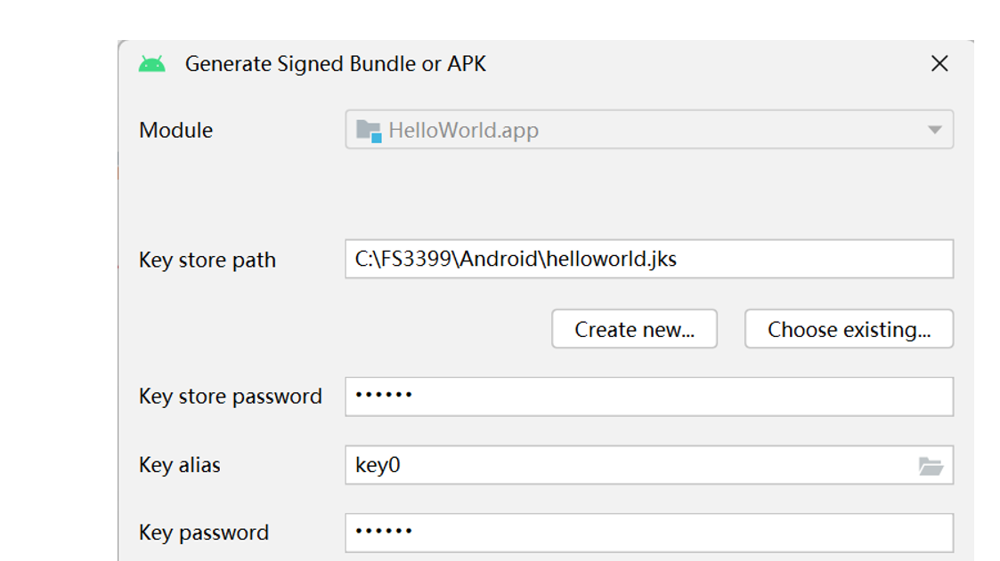 Generate Signed Bundle or APK
Module HelloWorld.app
Key store path C:\FS3399\Android\helloworld.jks
Create new... Choose existing...
Key store password ••••••
Key alias key0
Key password ••••••